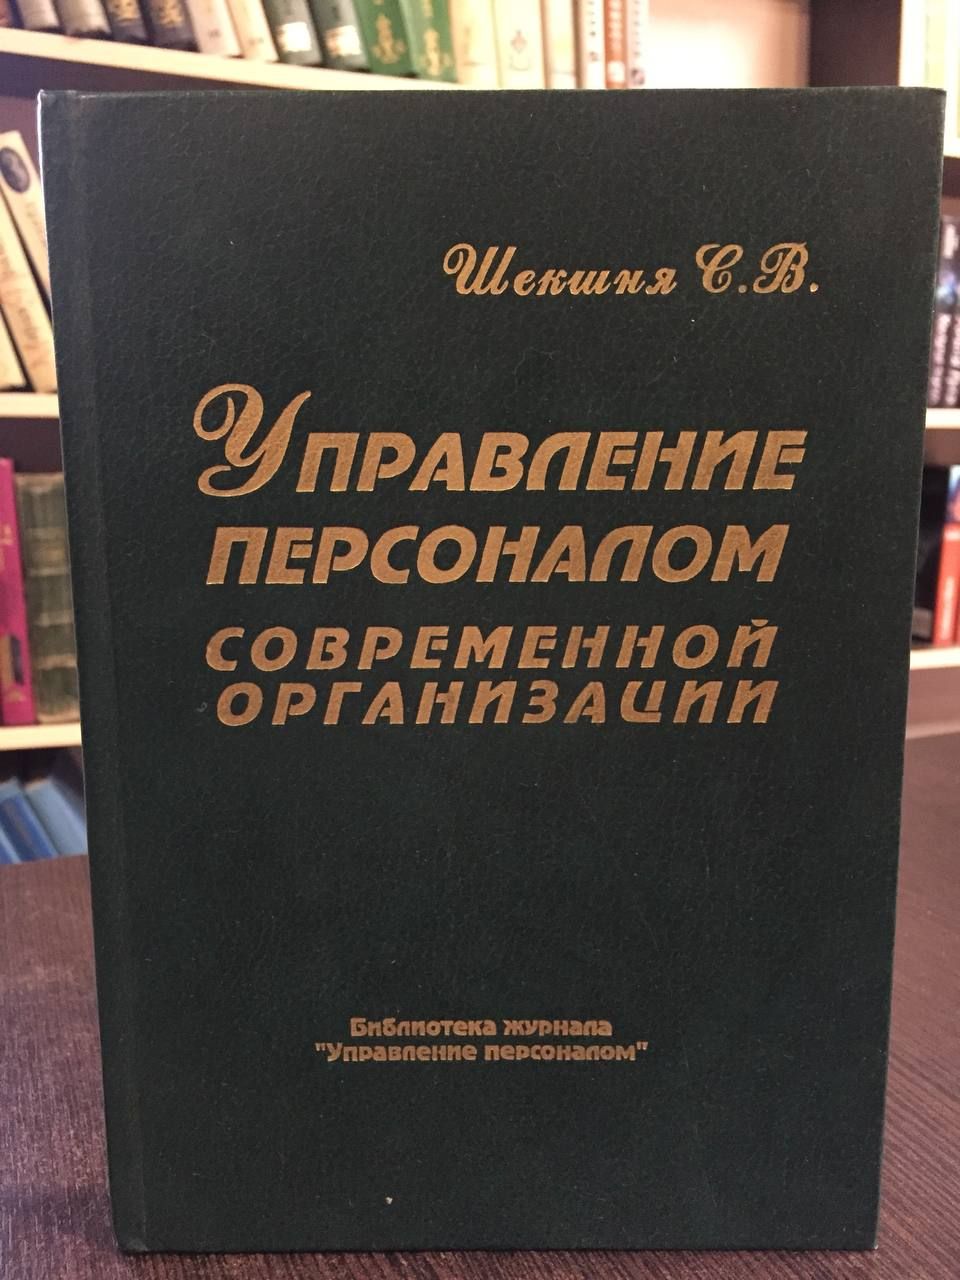 Шекшня С.В.
Управление
персоналом
современной
организации
Библиотека журнала
"Управление персоналом"